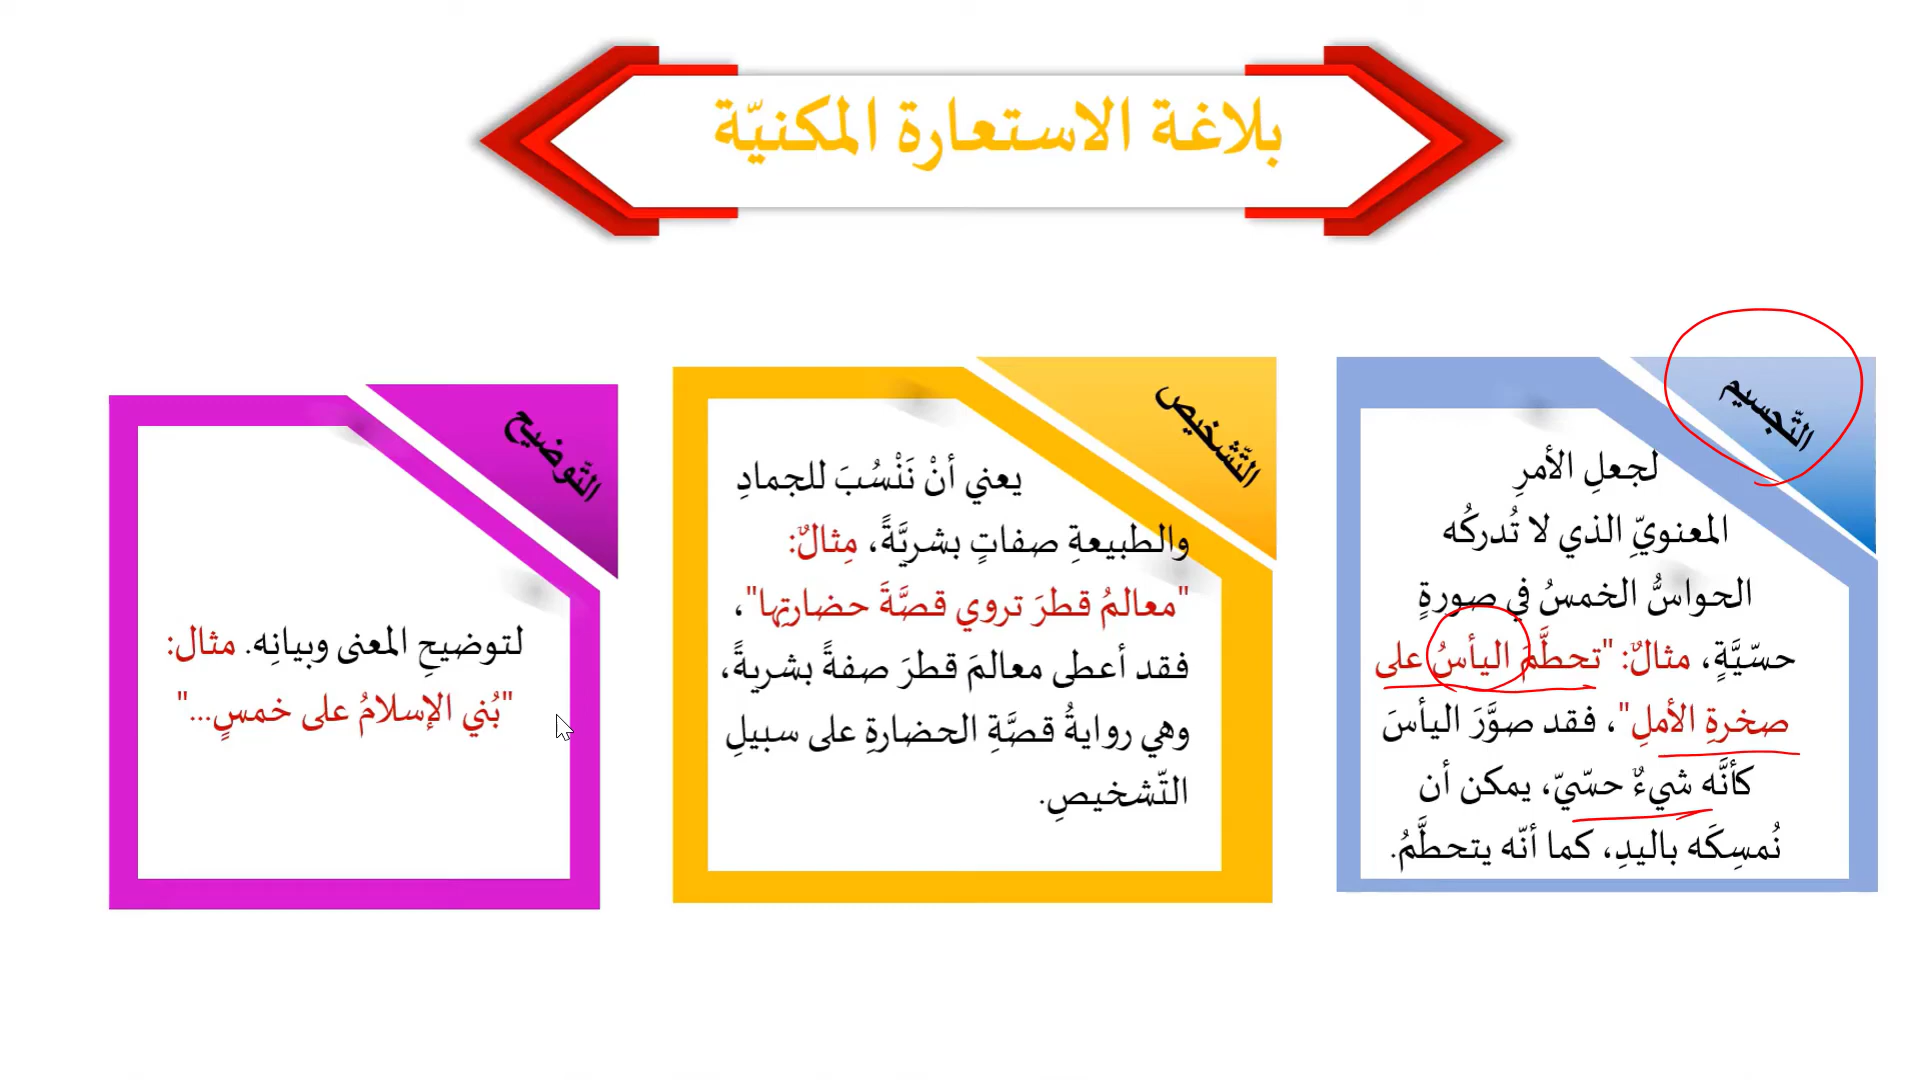 بلاغة الاستعارة المكنيّة
التّجسيم
لجعلِ الأمرِ
المعنويِّ الذي لا تُدركُه
الحواسُّ الخمسُ في صورةٍ
حسّيَّةٍ، مثالٌ: "تحطَّمَ اليأسُ على
صخرةِ الأملِ"، فقد صوَّرَ اليأسَ
كأنَّه شيءٌ حسّيّ، يمكن أن
نُمسِكَه باليدِ، كما أنّه يتحطَّمُ.
التّشخيص
يعني أنْ نَنْسُبَ للجمادِ
والطبيعةِ صفاتٍ بشريَّةً، مِثالٌ:
"معالمُ قطرَ تروي قصَّةَ حضارتِها"،
فقد أعطى معالمَ قطرَ صفةً بشريةً،
وهي روايةُ قصَّةِ الحضارةِ على سبيلِ
التّشخيصِ.
التّوضيح
لتوضيحِ المعنى وبيانِه. مثال:
"بُني الإسلامُ على خمسٍ..."